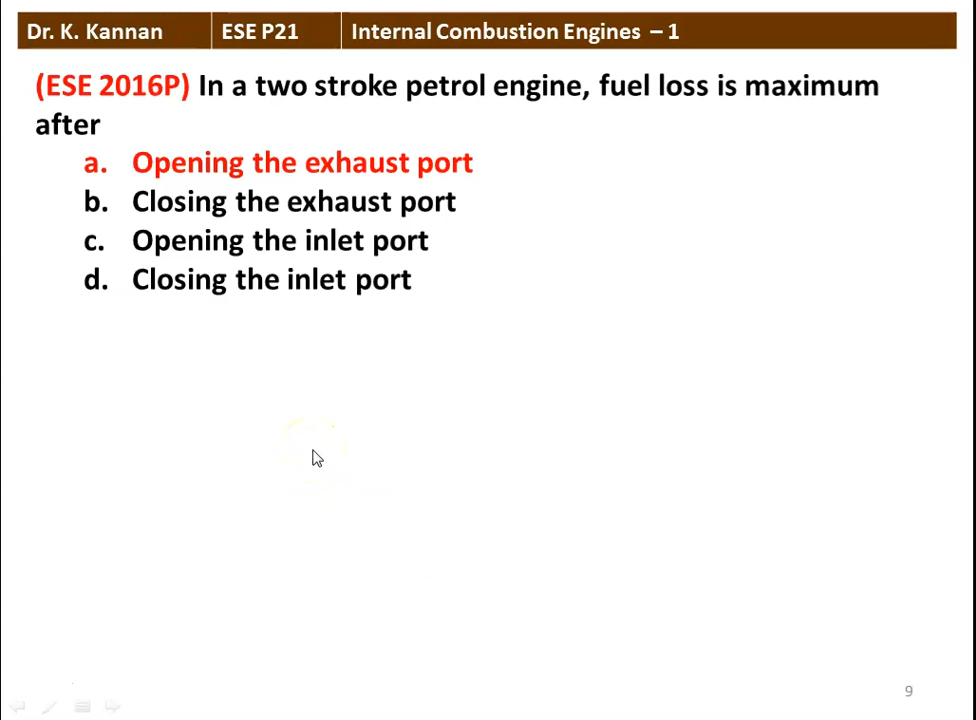 Dr. K. Kannan ESE P21 Internal Combustion Engines – 1
(ESE 2016P) In a two stroke petrol engine, fuel loss is maximum
after
a. Opening the exhaust port
b. Closing the exhaust port
c. Opening the inlet port
d. Closing the inlet port
9